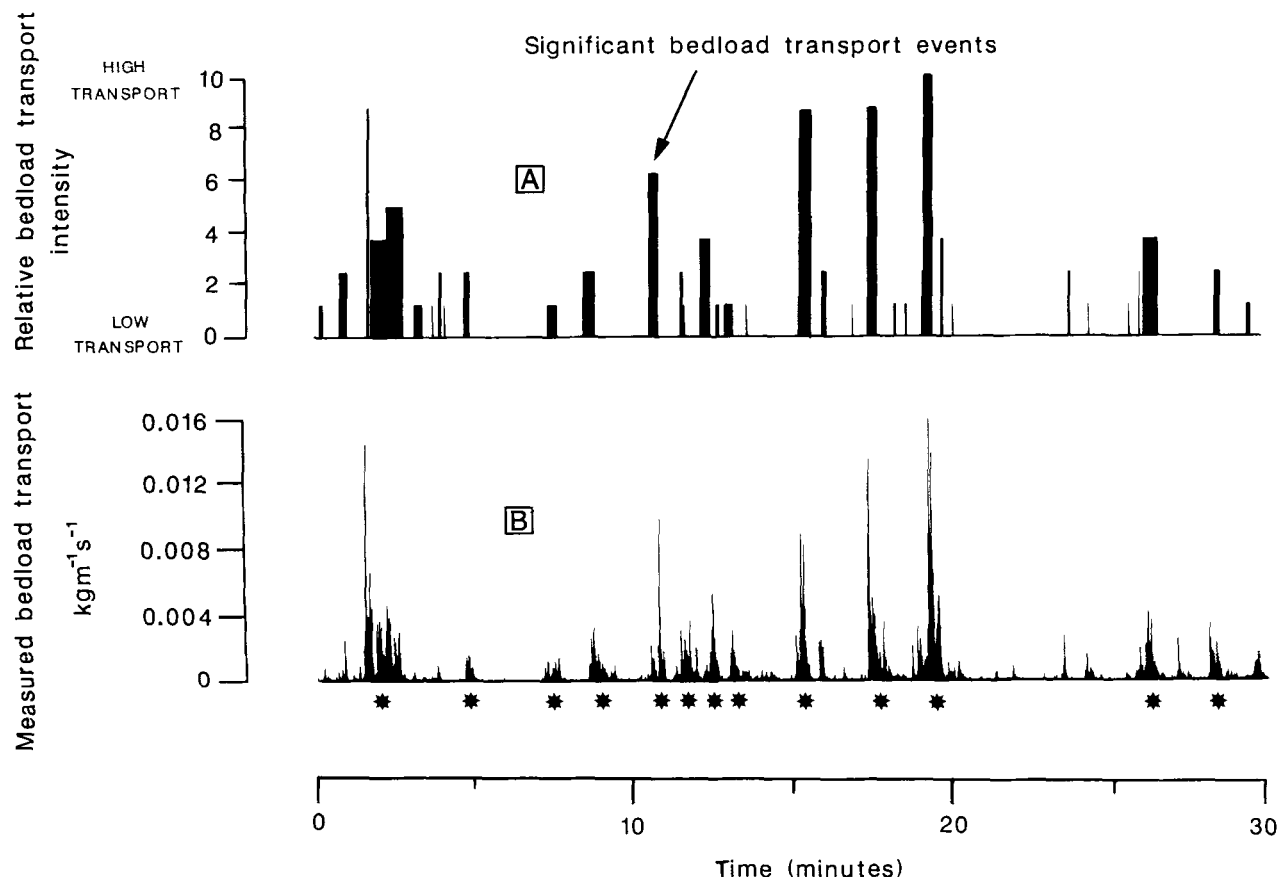 Significant bedload transport events
Relative bedload transport
intensity
HIGH
TRANSPORT
10
8
6
4
2
0
LOW
TRANSPORT
A
Measured bedload transport
kgm⁻¹s⁻¹
0.016
0.012
0.008
0.004
0
B
0
10
20
30
Time (minutes)